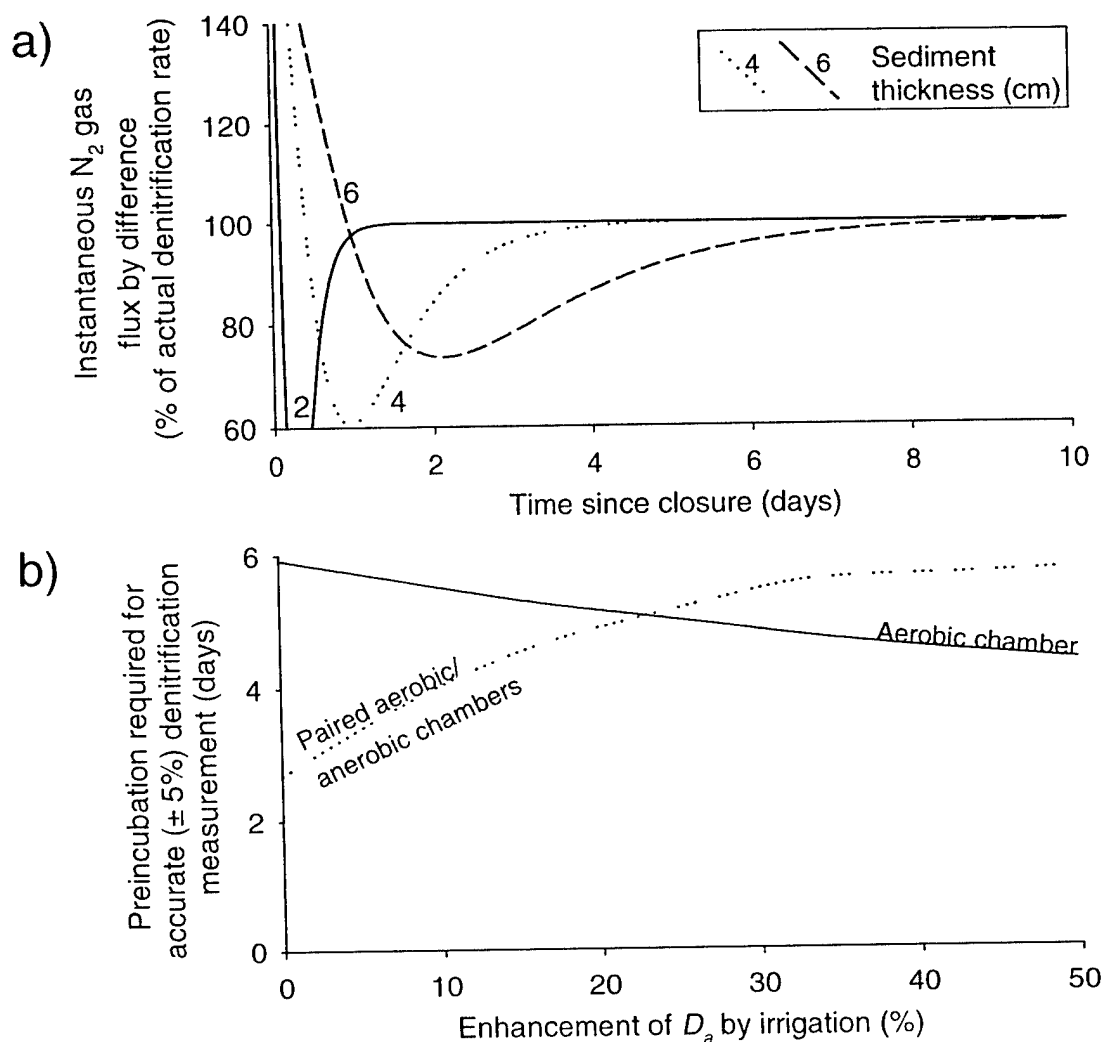 a)
Instantaneous N₂ gas
flux by difference
(% of actual denitrification rate)
140
120
100
80
60
4
6
Sediment
thickness (cm)
6
2
4
0
2
4
6
8
10
Time since closure (days)
b)
Preincubation required for
accurate (± 5%) denitrification
measurement (days)
6
4
2
0
Paired aerobic/
anerobic chambers
Aerobic chamber
0
10
20
30
40
50
Enhancement of Dₐ by irrigation (%)